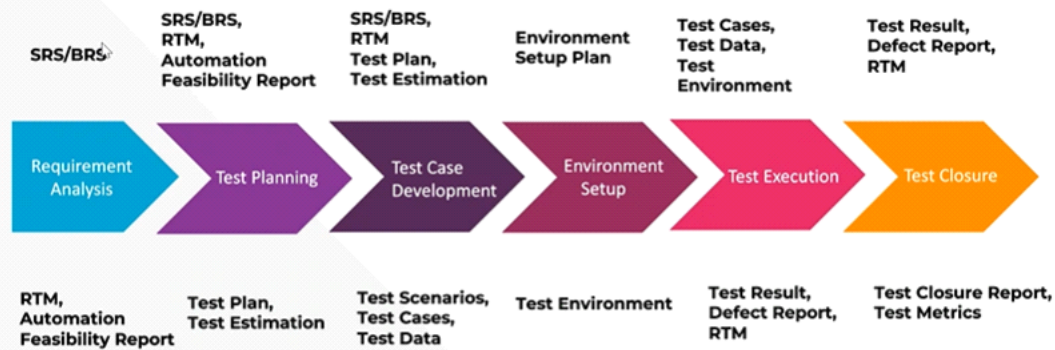 SRS/BRS
SRS/BRS,
RTM,
Automation
Feasibility Report
SRS/BRS,
RTM
Test Plan,
Test Estimation
Environment
Setup Plan
Test Cases,
Test Data,
Test
Environment
Test Result,
Defect Report,
RTM
Requirement
Analysis
Test Planning
Test Case
Development
Environment
Setup
Test Execution
Test Closure
RTM,
Automation
Feasibility Report
Test Plan,
Test Estimation
Test Scenarios,
Test Cases,
Test Data
Test Environment
Test Result,
Defect Report,
RTM
Test Closure Report,
Test Metrics